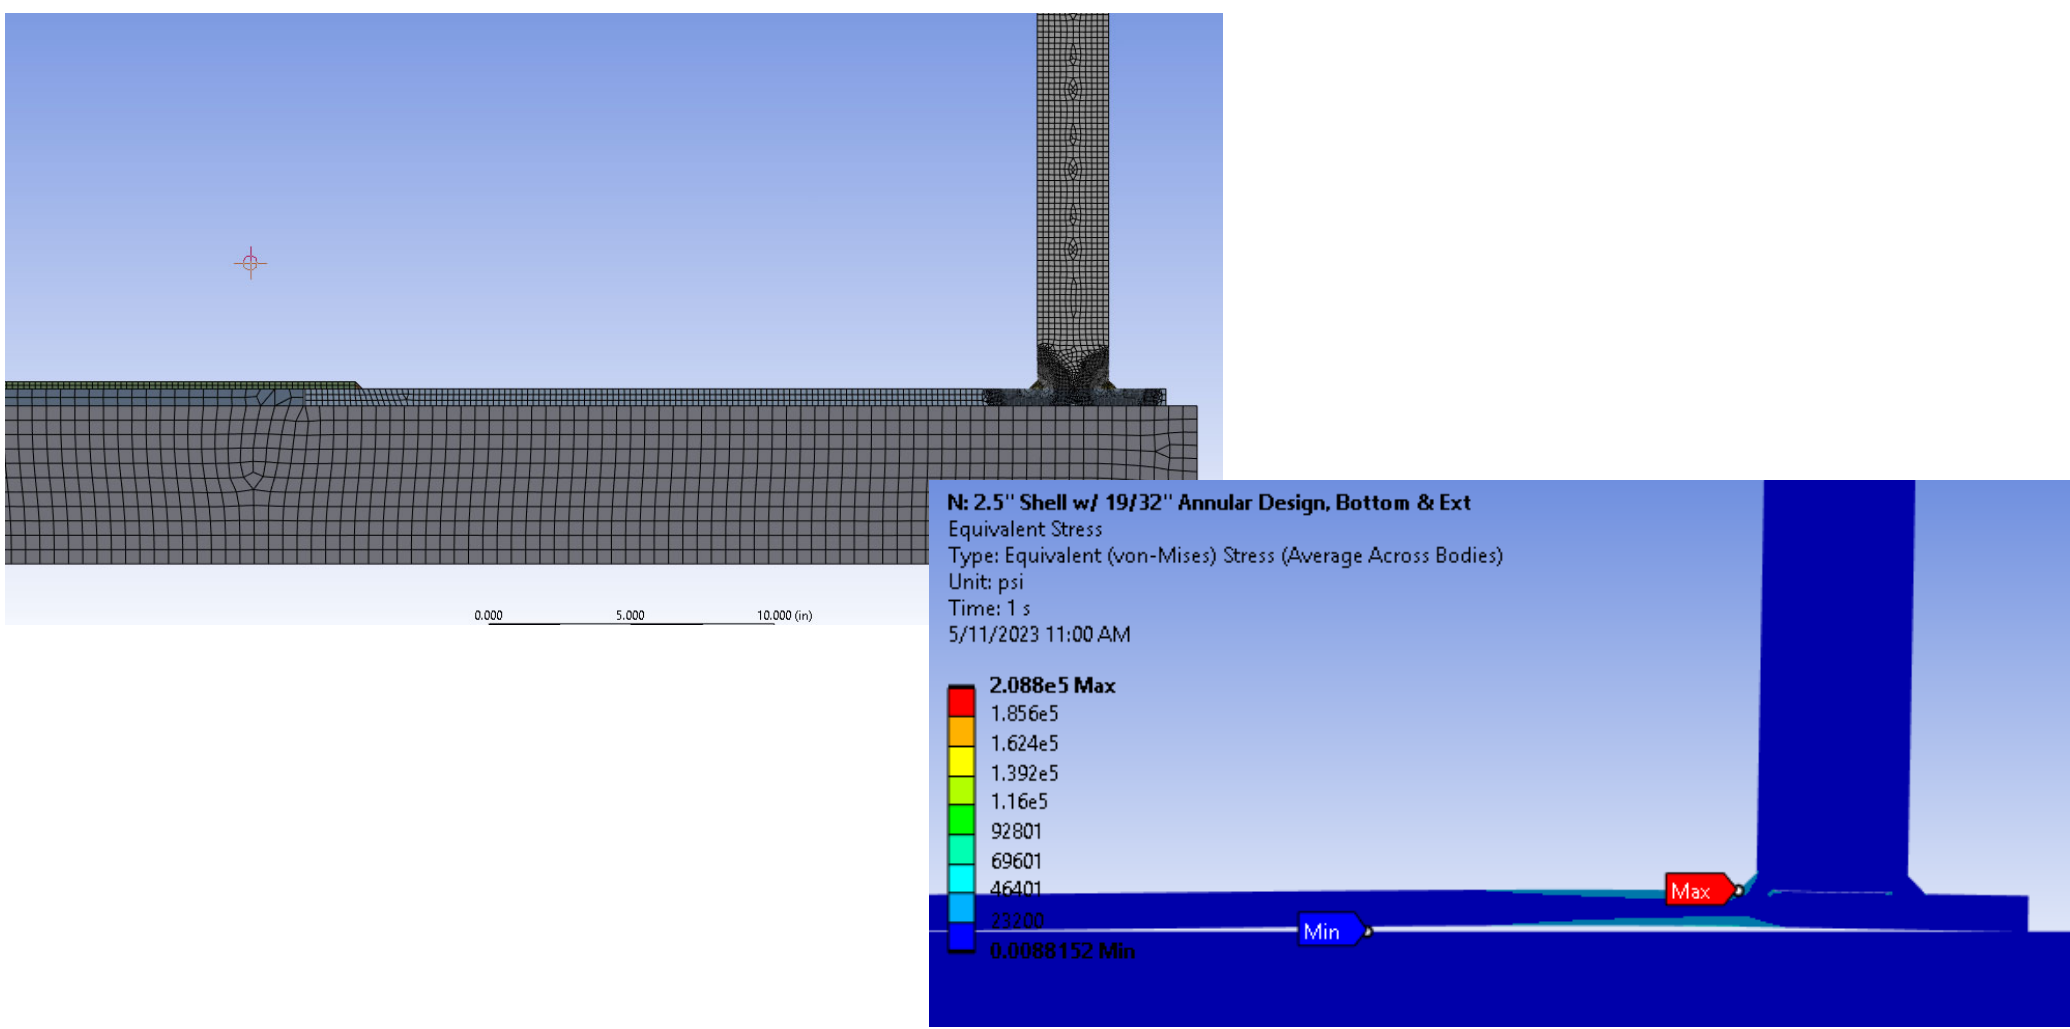 0.000 5.000 10.000 (in)
N: 2.5" Shell w/ 19/32" Annular Design, Bottom & Ext
Equivalent Stress
Type: Equivalent (von-Mises) Stress (Average Across Bodies)
Unit: psi
Time: 1 s
5/11/2023 11:00 AM
2.088e5 Max
1.856e5
1.624e5
1.392e5
1.16e5
92801
69601
46401
23200
0.0088152 Min
Max
Min